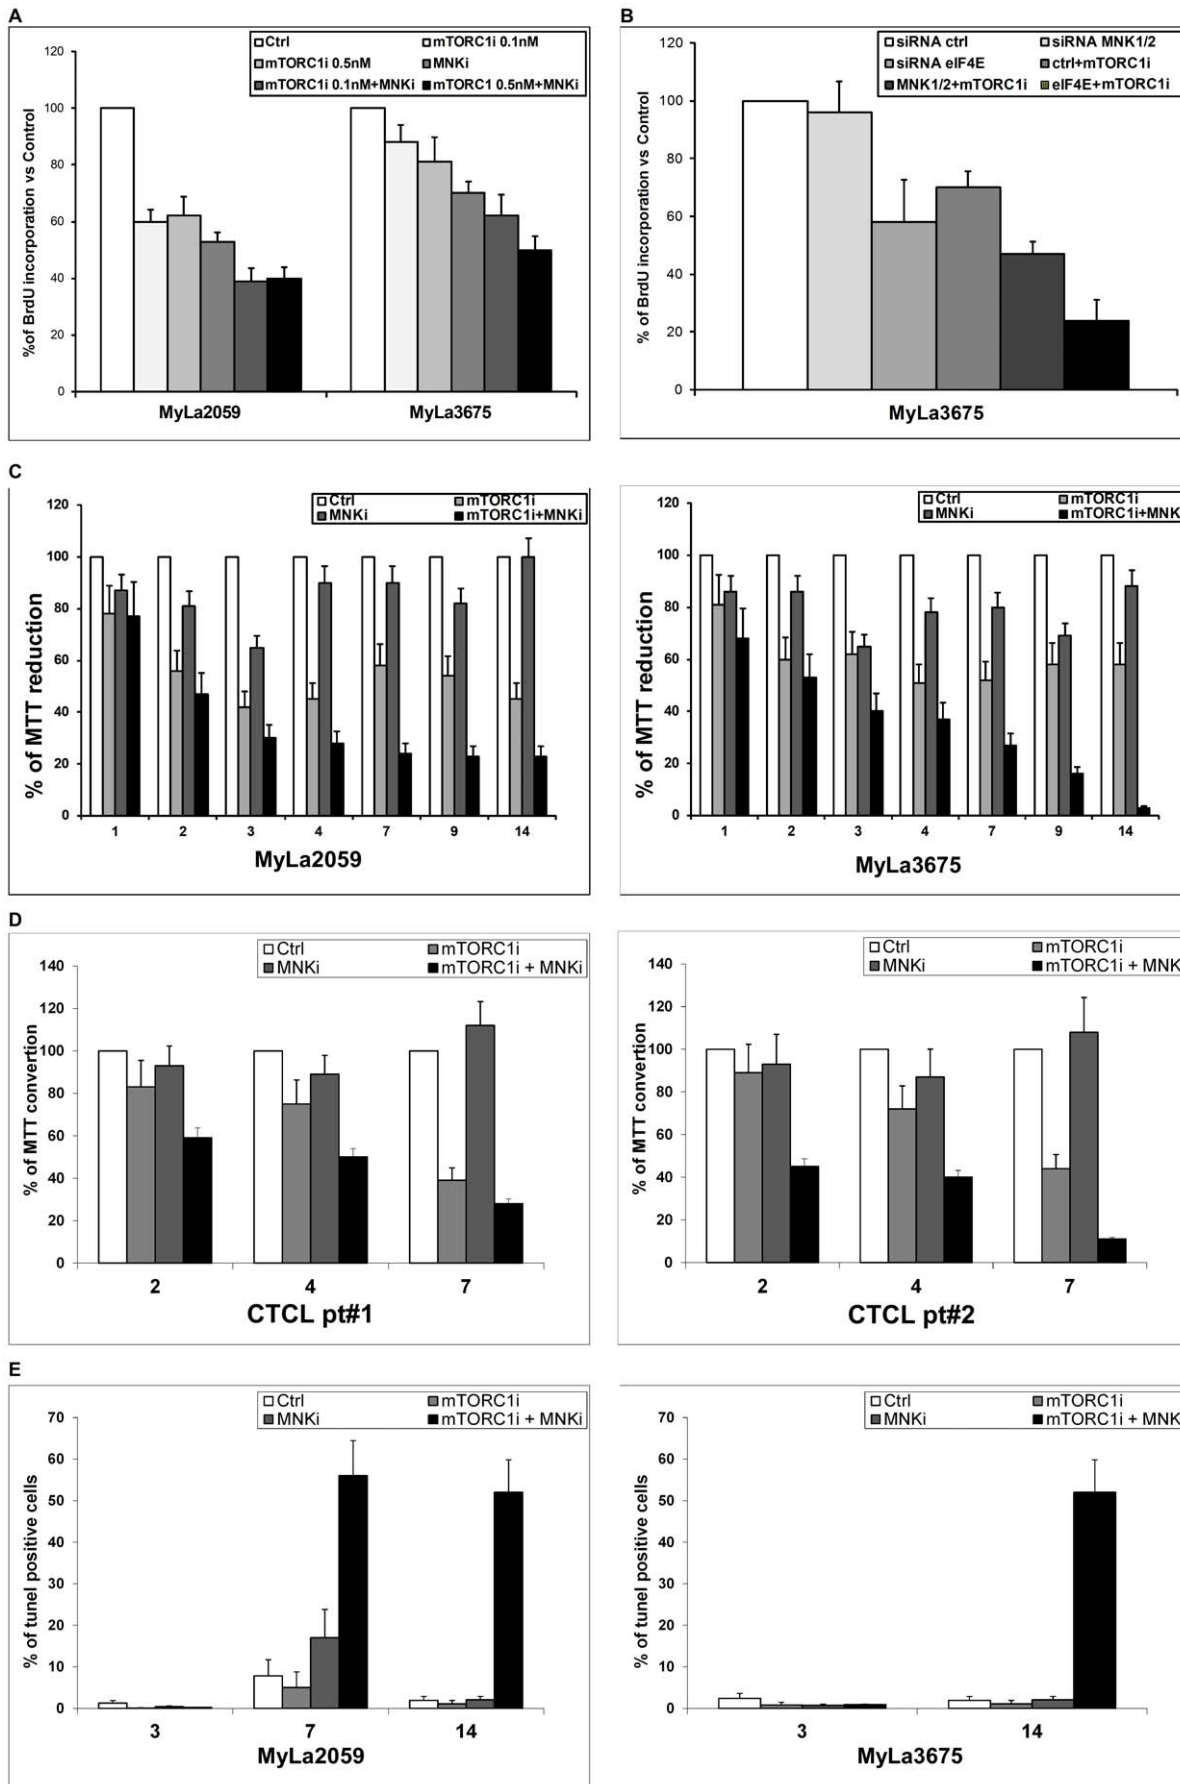 A
Ctrl mTORC1i 0.1nM
mTORC1i 0.5nM MNKi
mTORC1i 0.1nM+MNKi mTORC1 0.5nM+MNKi
%of BrdU incorporation vs Control
120
100
80
60
40
20
0
MyLa2059 MyLa3675
B
siRNA ctrl siRNA MNK1/2
siRNA eIF4E ctrl+mTORC1i
MNK1/2+mTORC1i eIF4E+mTORC1i
% of BrdU incorporation vs Control
120
100
80
60
40
20
0
MyLa3675
C
Ctrl mTORC1i
MNKi mTORC1i+MNKi
% of MTT reduction
120
100
80
60
40
20
0
1 2 3 4 7 9 14
MyLa2059
Ctrl mTORC1i
MNKi mTORC1i+MNK
% of MTT reduction
120
100
80
60
40
20
0
1 2 3 4 7 9 14
MyLa3675
D
Ctrl mTORC1i
MNKi mTORC1i + MNKi
% of MTT convertion
140
120
100
80
60
40
20
0
2 4 7
CTCL pt#1
Ctrl mTORC1i
MNKi mTORC1i + MNK
% of MTT convertion
140
120
100
80
60
40
20
0
2 4 7
CTCL pt#2
E
Ctrl mTORC1i
MNKi mTORC1i + MNKi
% of tunel positive cells
70
60
50
40
30
20
10
0
3 7 14
MyLa2059
Ctrl mTORC1i
MNKi mTORC1i + MNK
% of tunel positive cells
70
60
50
40
30
20
10
0
3 14
MyLa3675